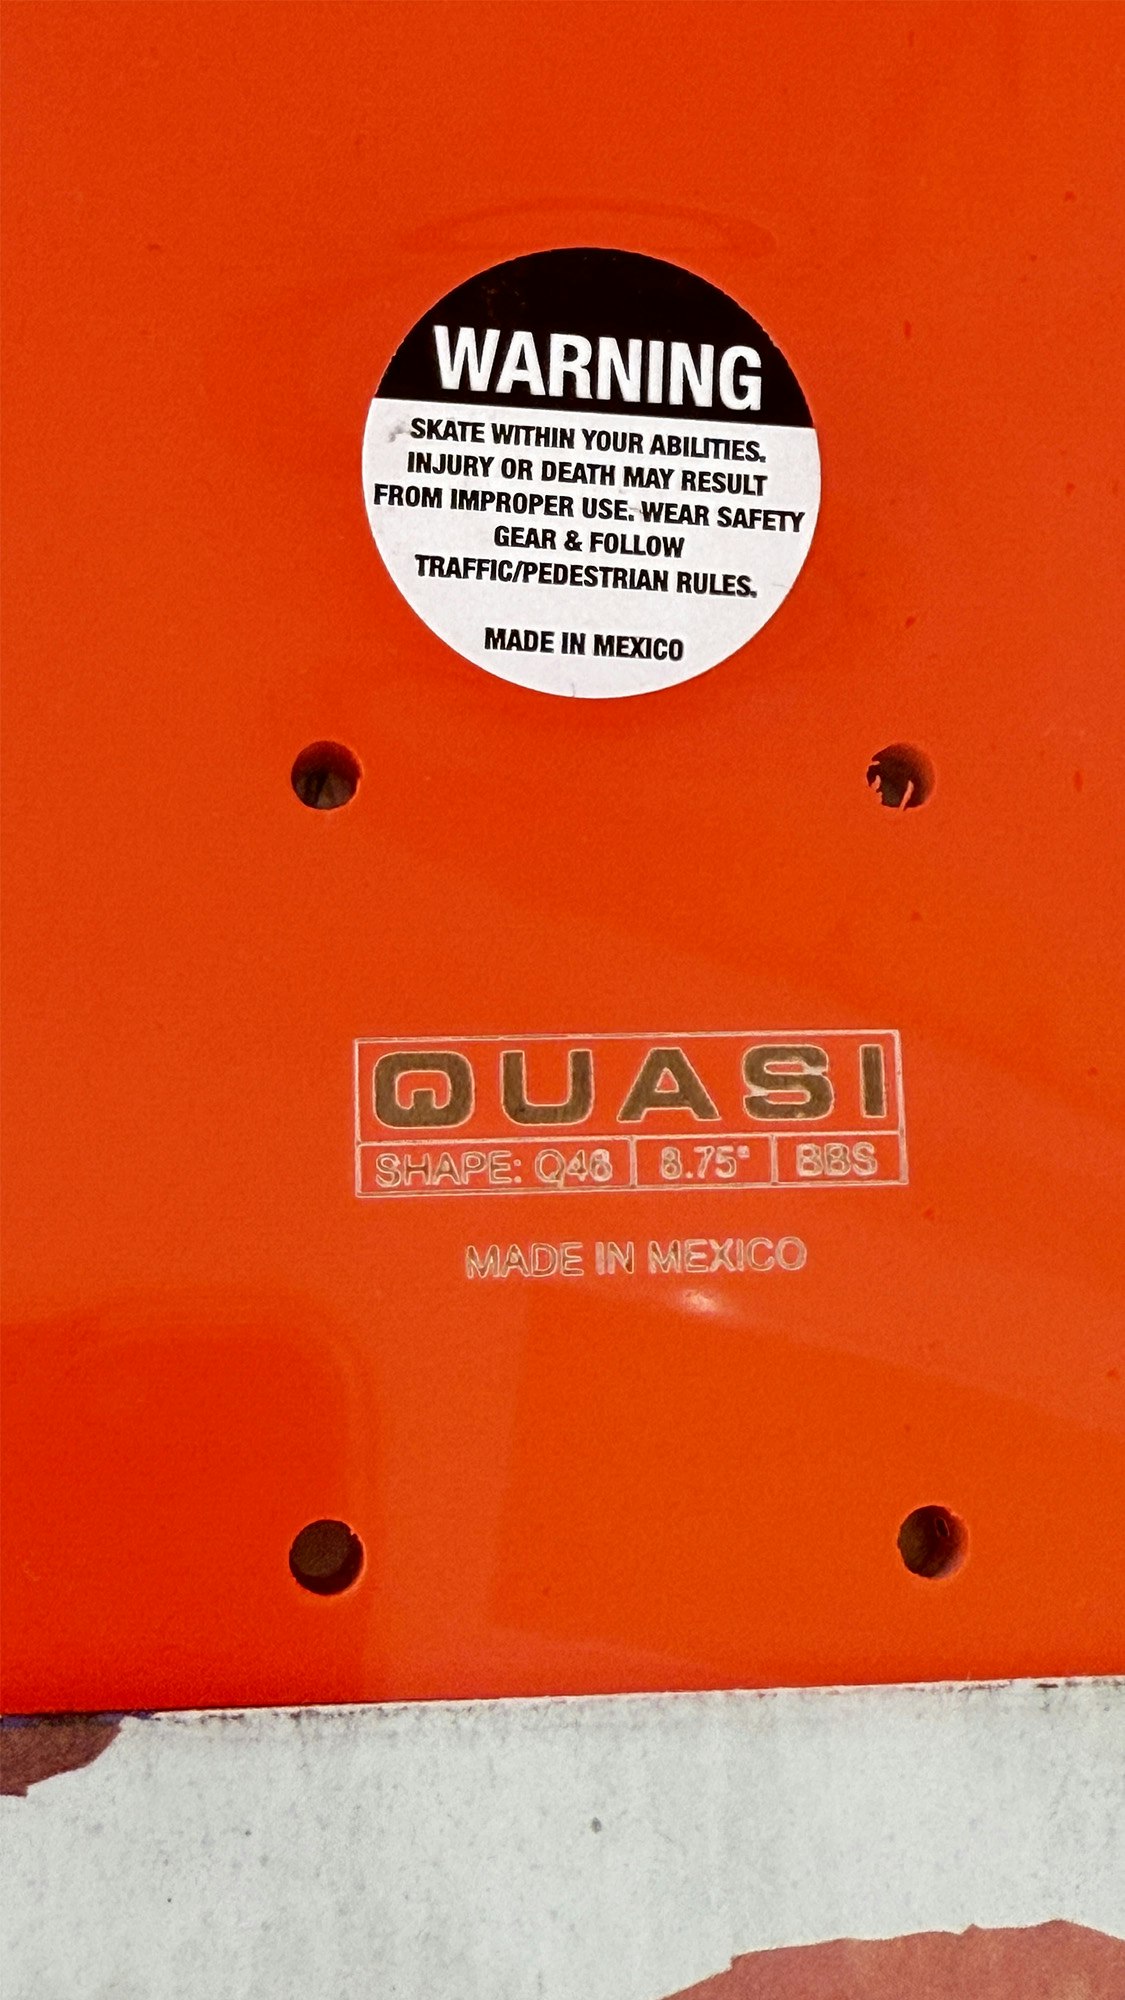 WARNING
SKATE WITHIN YOUR ABILITIES.
INJURY OR DEATH MAY RESULT
FROM IMPROPER USE. WEAR SAFETY
GEAR & FOLLOW
TRAFFIC/PEDESTRIAN RULES.
MADE IN MEXICO
QUASI
SHAPE: Q46 8.75" BBS
MADE IN MEXICO